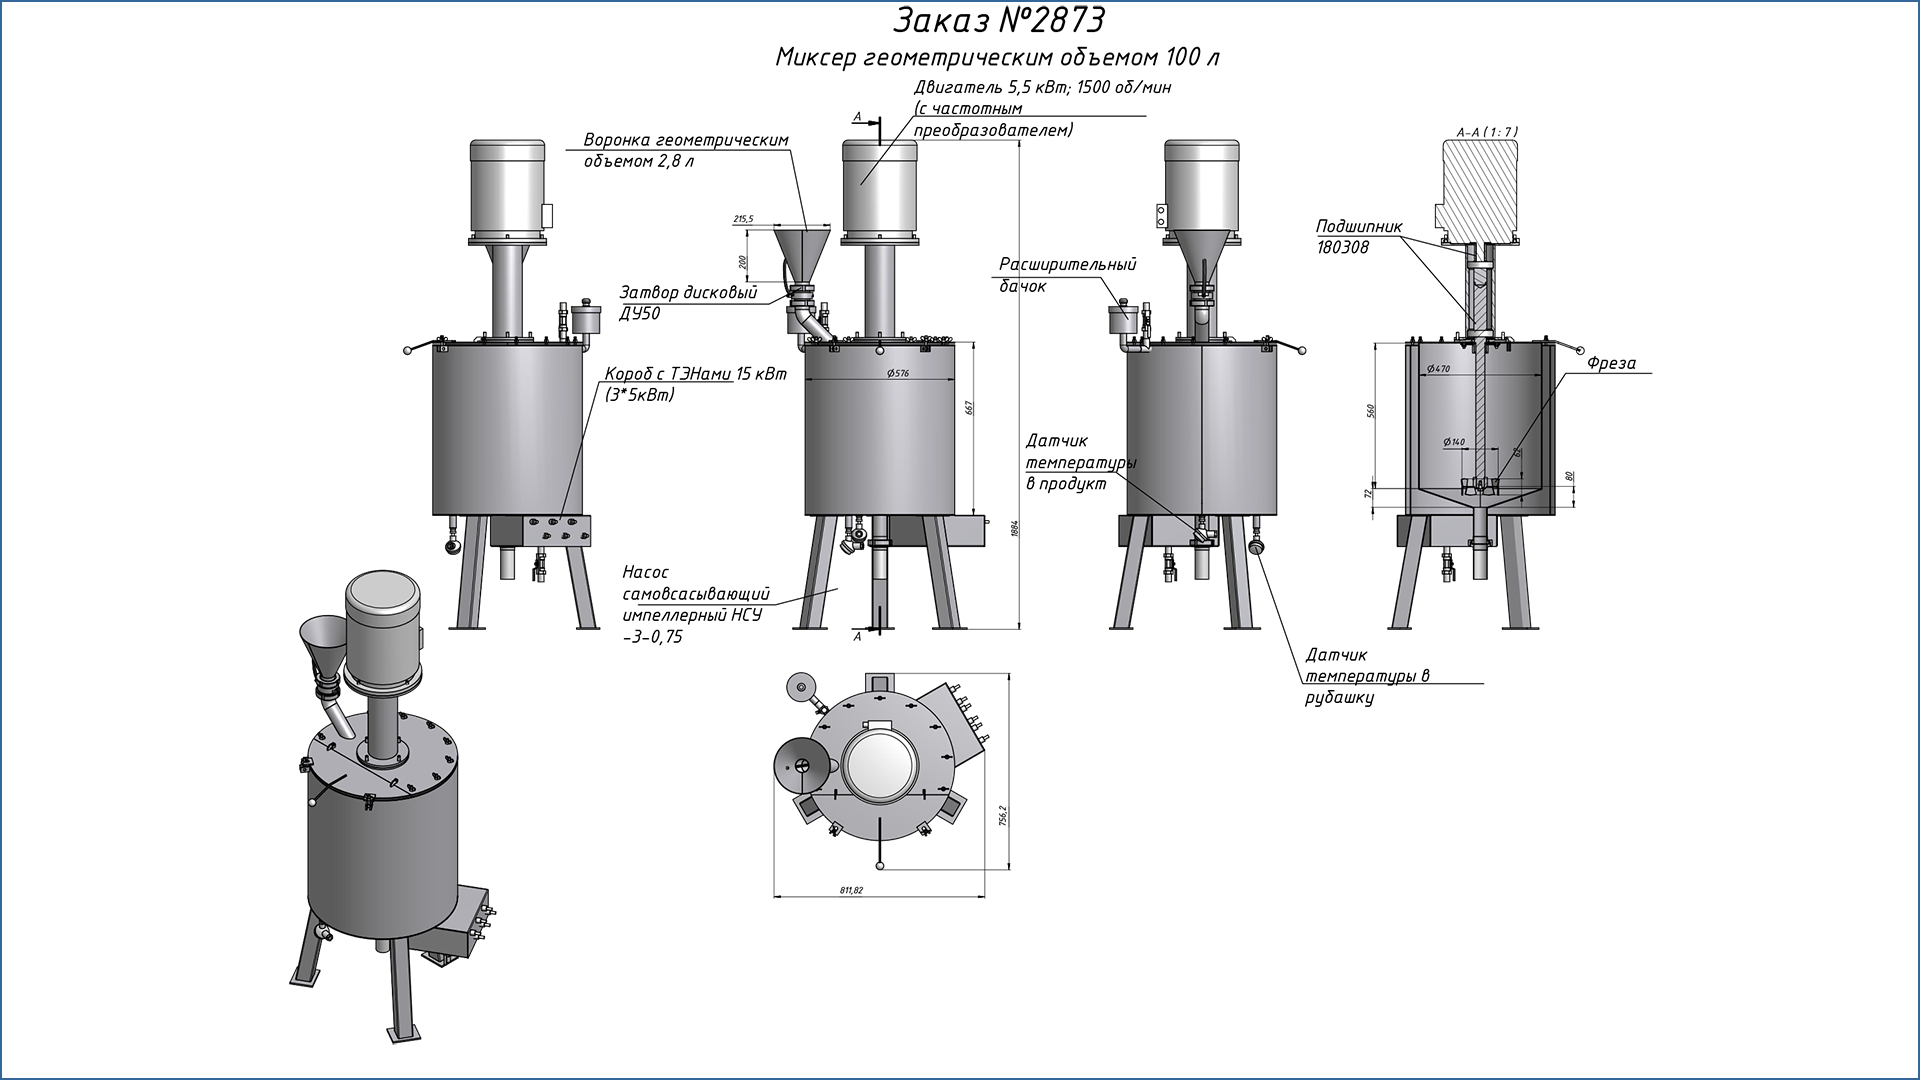 Заказ №2873
Миксер геометрическим объемом 100 л
Двигатель 5,5 кВт; 1500 об/мин
(с частотным
преобразователем)
Воронка геометрическим
объемом 2,8 л
А
А-А ( 1 : 7 )
215,5
200
Затвор дисковый
ДУ50
Расширительный
бачок
Подшипник
180308
Короб с ТЭНами 15 кВт
(3*5кВт)
Ø576
667
1884
Датчик
температуры
в продукт
Фреза
Ø470
560
Ø140
62
80
72
Насос
самовсасывающий
импеллерный НСУ
-3-0,75
А
Датчик
температуры в
рубашку
756,2
811,82